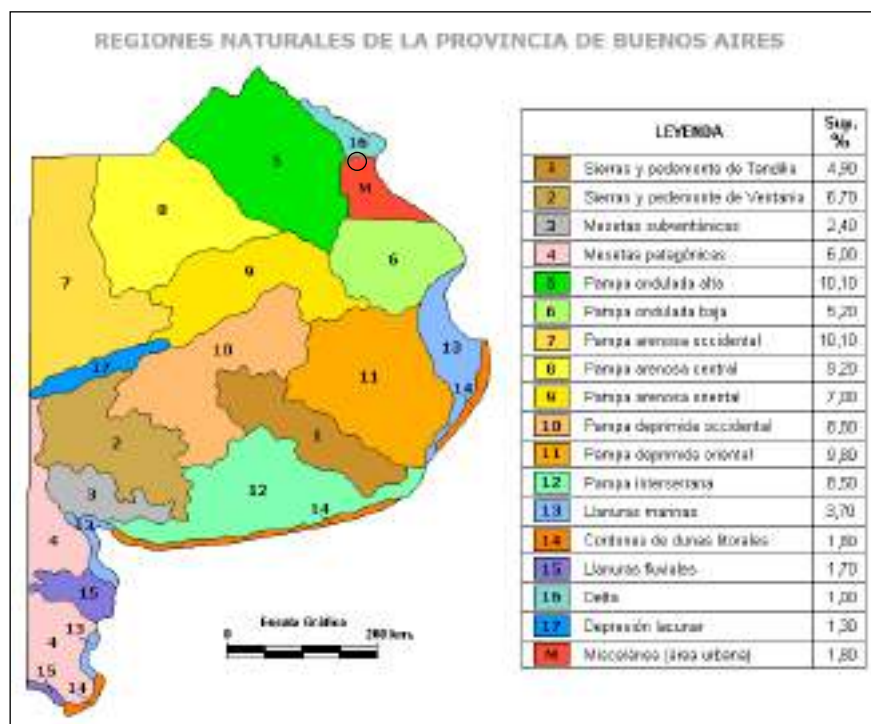 REGIONES NATURALES DE LA PROVINCIA DE BUENOS AIRES
LEYENDA Sup. %
1 Sierras y pedemonte de Tandilia 4,90
2 Sierras y pedemonte de Ventania 6,70
3 Mesetas subventánicas 2,40
4 Mesetas patagónicas 6,00
5 Pampa ondulada alta 10,10
6 Pampa ondulada baja 5,20
7 Pampa arenosa occidental 10,10
8 Pampa arenosa central 9,20
9 Pampa arenosa oriental 7,00
10 Pampa deprimida occidental
11 Pampa deprimida oriental 9,80
12 Pampa interserrana 8,50
13 Llanuras marinas 3,70
14 Cordones de dunas litorales 1,80
15 Llanuras fluviales 1,70
16 Delta 1,00
17 Depresión lacunar 1,30
M Miscelánea (área urbana) 1,80
16
5
M
8
6
9
7
13
10
17
11
14
1
2
12
3
14
13
4
15
13
4
15
14
Escala Gráfica
0 200 km.